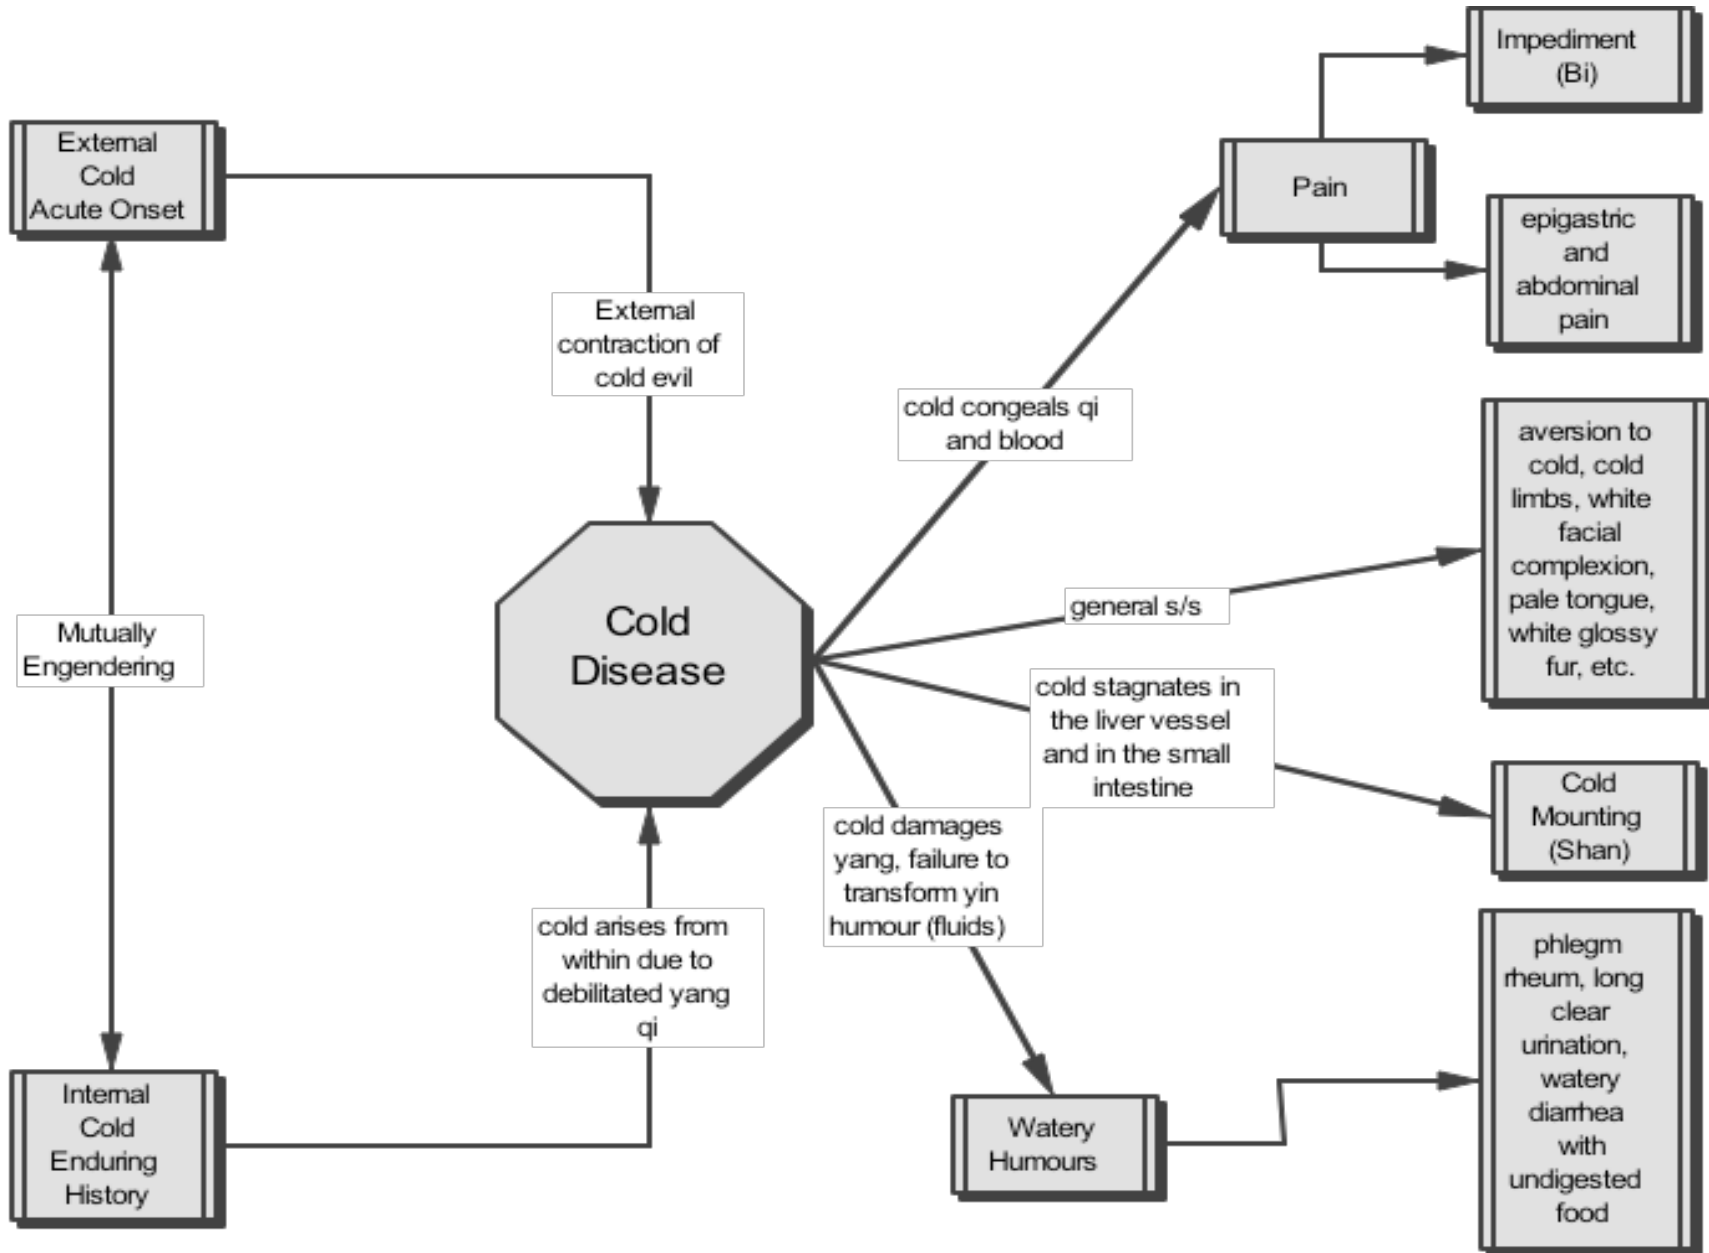 External
Cold
Acute Onset
External
contraction of
cold evil
Mutually
Engendering
Internal
Cold
Enduring
History
cold arises from
within due to
debilitated yang
qi
Cold
Disease
cold congeals qi
and blood
Pain
Impediment
(Bi)
epigastric
and
abdominal
pain
general s/s
aversion to
cold, cold
limbs, white
facial
complexion,
pale tongue,
white glossy
fur, etc.
cold stagnates in
the liver vessel
and in the small
intestine
Cold
Mounting
(Shan)
cold damages
yang, failure to
transform yin
humour (fluids)
Watery
Humours
phlegm
rheum, long
clear
urination,
watery
diarrhea
with
undigested
food